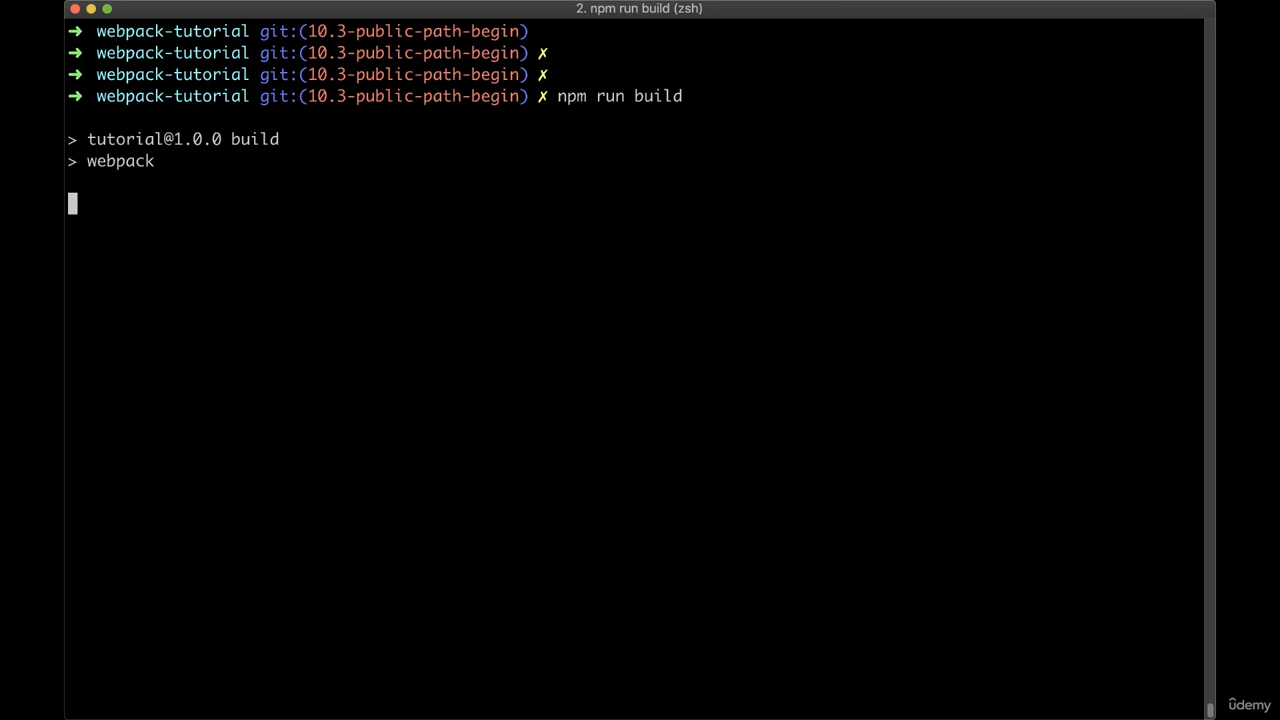 2. npm run build (zsh)
➜ webpack-tutorial git:(10.3-public-path-begin)
➜ webpack-tutorial git:(10.3-public-path-begin) ✗
➜ webpack-tutorial git:(10.3-public-path-begin) ✗
➜ webpack-tutorial git:(10.3-public-path-begin) ✗ npm run build
> tutorial@1.0.0 build
> webpack
ûdemy